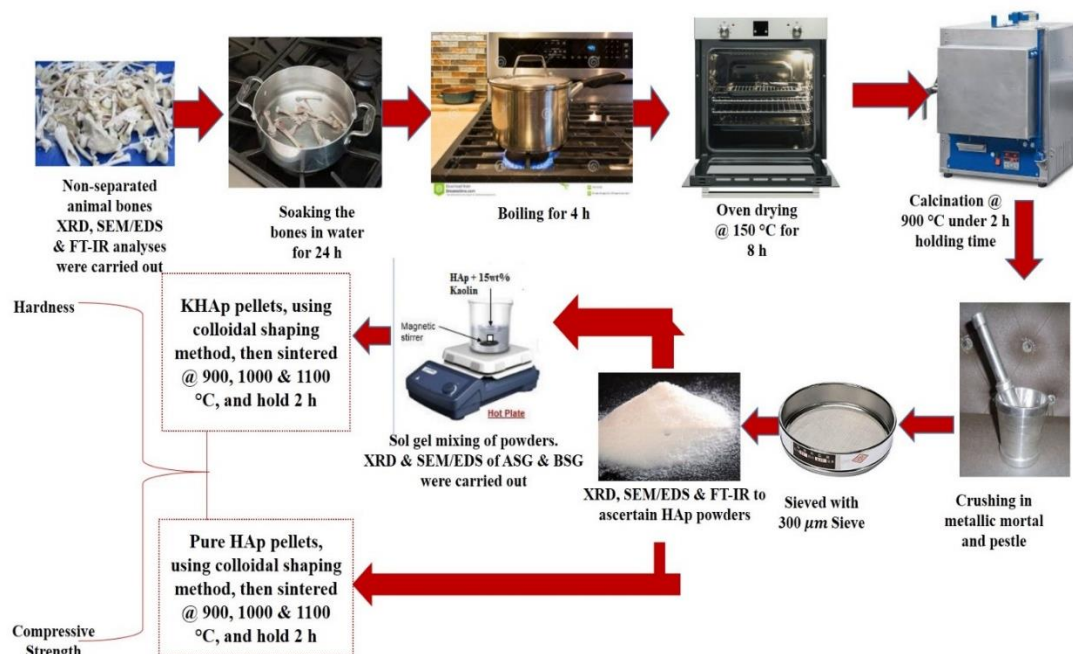 Non-separated
animal bones
XRD, SEM/EDS
& FT-IR analyses
were carried out
Soaking the
bones in water
for 24 h
Boiling for 4 h
Oven drying
@ 150 °C for
8 h
Calcination @
900 °C under 2 h
holding time
Hardness
KHAp pellets, using
colloidal shaping
method, then sintered
@ 900, 1000 & 1100
°C, and hold 2 h
HAp + 15wt%
Kaolin
Magnetic
stirrer
Hot Plate
Sol gel mixing of powders.
XRD & SEM/EDS of ASG & BSG
were carried out
XRD, SEM/EDS & FT-IR to
ascertain HAp powders
Sieved with
300 μm Sieve
Crushing in
metallic mortal
and pestle
Pure HAp pellets,
using colloidal shaping
method, then sintered
@ 900, 1000 & 1100
°C, and hold 2 h
Compressive
Strength